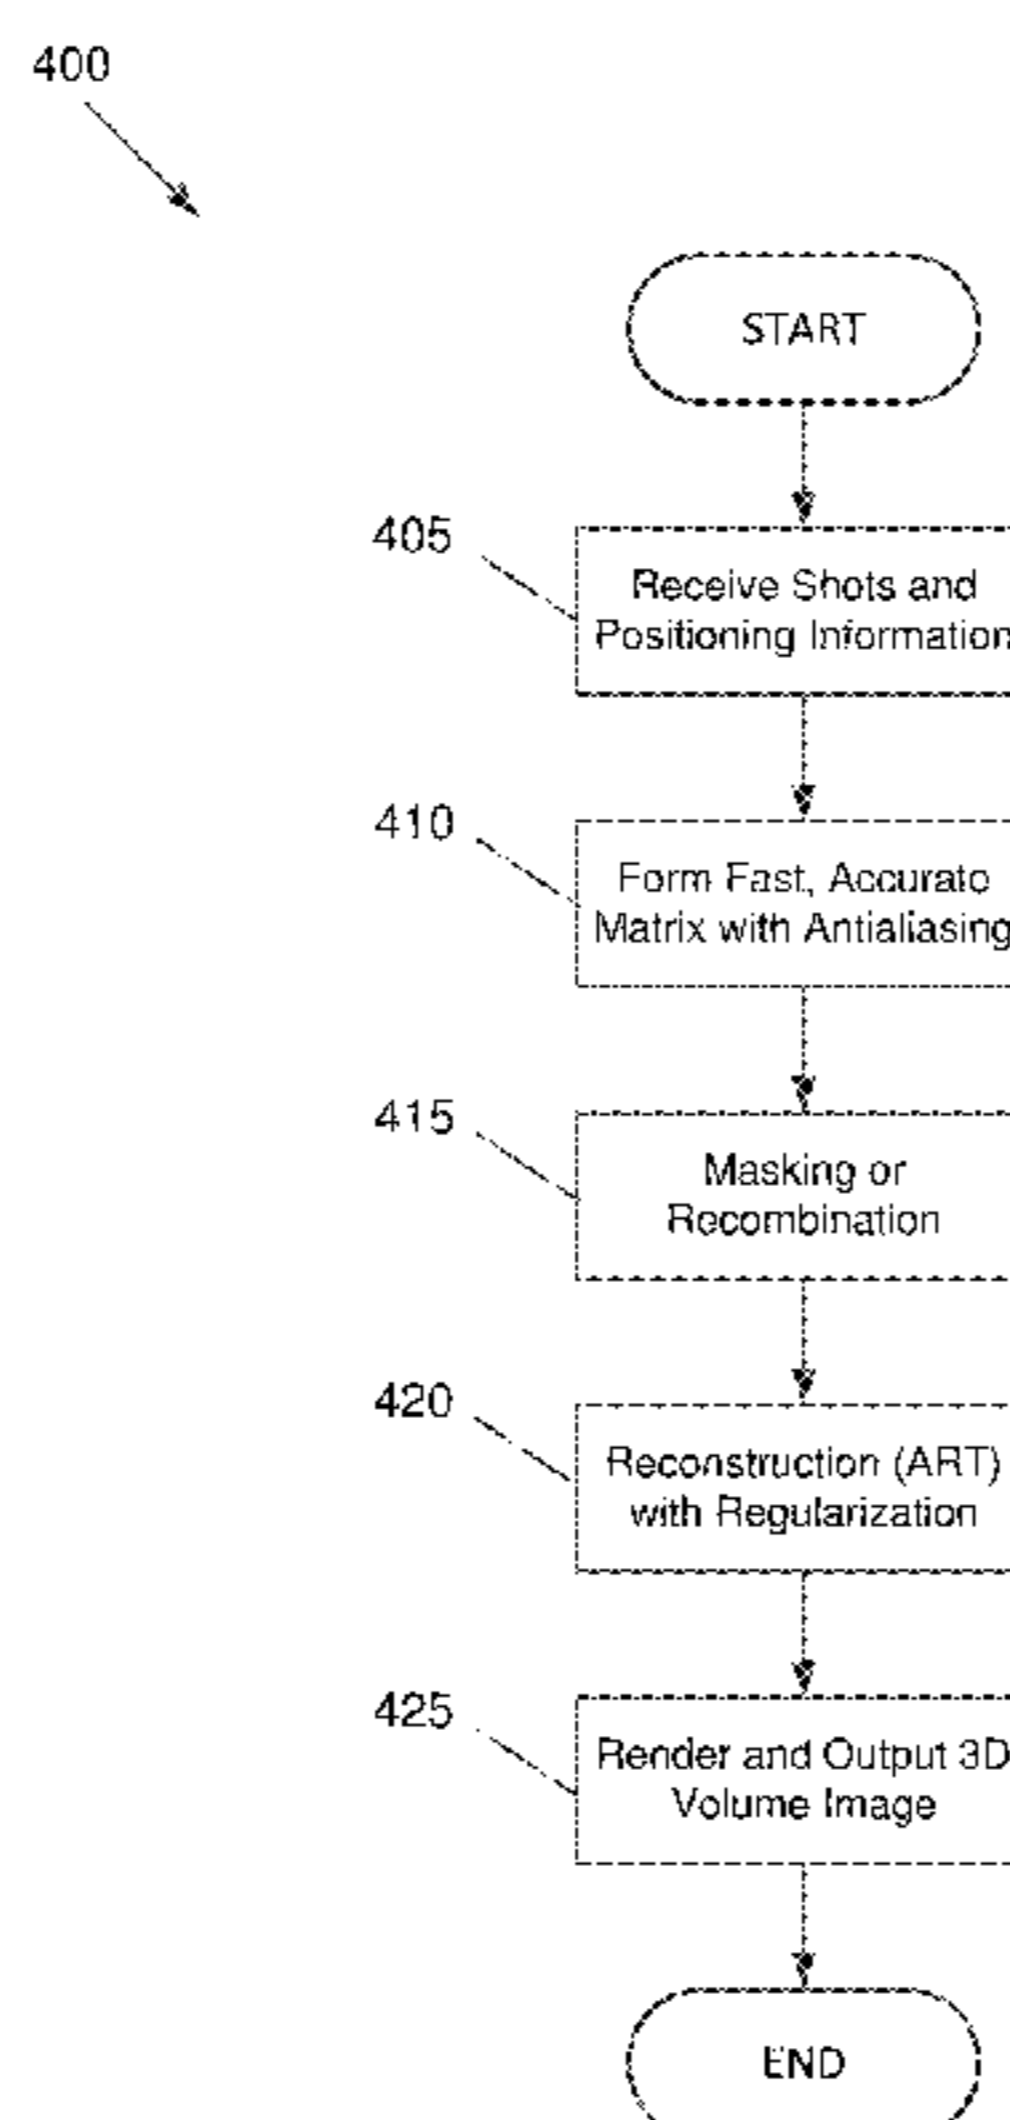 400
START
405
Receive Shots and
Positioning Information
410
Form Fast, Accurate
Matrix with Antialiasing
415
Masking or
Recombination
420
Reconstruction (ART)
with Regularization
425
Render and Output 3D
Volume Image
END